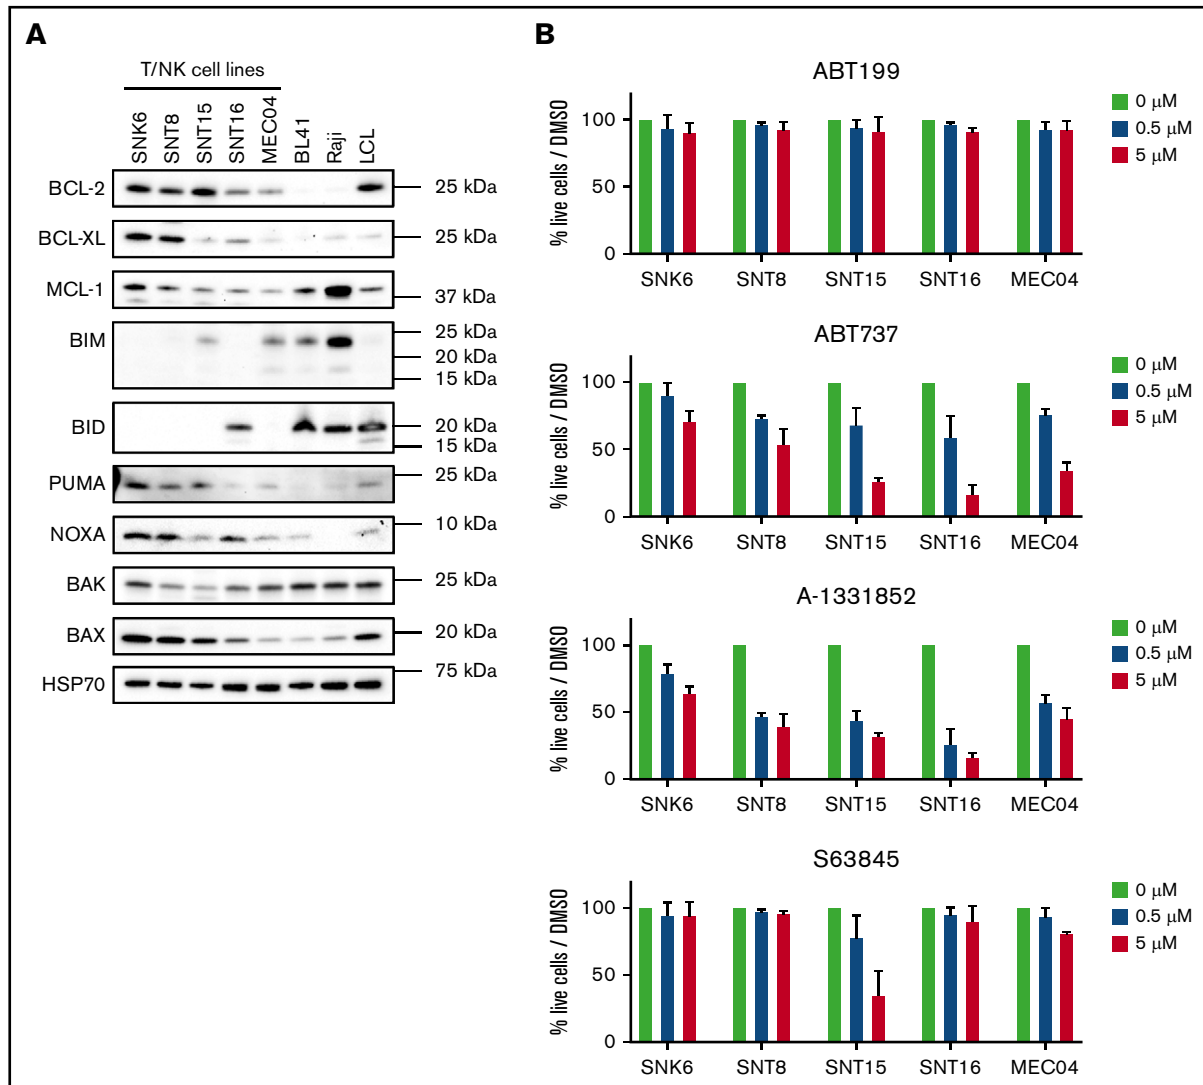 A
T/NK cell lines
SNK6
SNT8
SNT15
SNT16
MEC04
BL41
Raji
LCL
BCL-2
25 kDa
BCL-XL
25 kDa
MCL-1
37 kDa
BIM
25 kDa
20 kDa
15 kDa
BID
20 kDa
15 kDa
PUMA
25 kDa
NOXA
10 kDa
BAK
25 kDa
BAX
20 kDa
HSP70
75 kDa
B
ABT199
% live cells / DMSO
100
50
0
SNK6 SNT8 SNT15 SNT16 MEC04
0 µM
0.5 µM
5 µM
ABT737
% live cells / DMSO
100
50
0
SNK6 SNT8 SNT15 SNT16 MEC04
0 µM
0.5 µM
5 µM
A-1331852
% live cells / DMSO
100
50
0
SNK6 SNT8 SNT15 SNT16 MEC04
0 µM
0.5 µM
5 µM
S63845
% live cells / DMSO
100
50
0
SNK6 SNT8 SNT15 SNT16 MEC04
0 µM
0.5 µM
5 µM